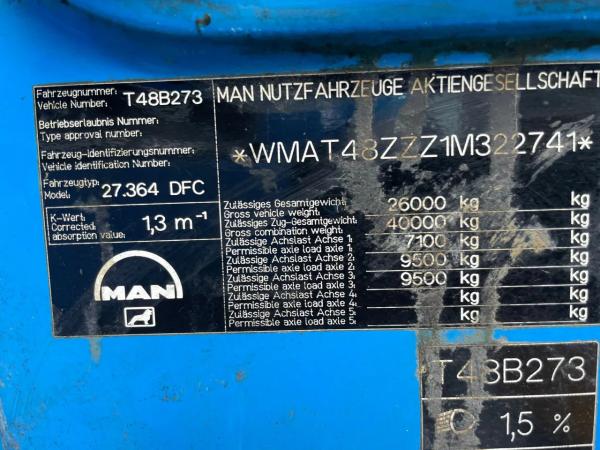 Fahrzeugnummer:
Vehicle Number: T48B273
MAN NUTZFAHRZEUGE AKTIENGESELLSCHAFT
Betriebserlaubnis Nummer:
Type approval number:
Fahrzeug-identifizierungsnummer:
Vehicle Identification Number:
*WMAT48ZZZ1M322741*
Fahrzeugtyp:
Model: 27.364 DFC
K-Wert:
Corrected
absorption value: 1,3 m⁻¹
MAN
Zulässiges Gesamtgewicht: 26000 kg kg
Gross vehicle weight:
Zulässiges Zug-Gesamtgewicht: 40000 kg kg
Gross combination weight:
Zulässige Achslast Achse 1: 7100 kg kg
Permissible axle load axle 1:
Zulässige Achslast Achse 2: 9500 kg kg
Permissible axle load axle 2:
Zulässige Achslast Achse 3: 9500 kg kg
Permissible axle load axle 3:
Zulässige Achslast Achse 4: kg kg
Permissible axle load axle 4:
Zulässige Achslast Achse 5: kg kg
Permissible axle load axle 5:
T48B273
1,5 %